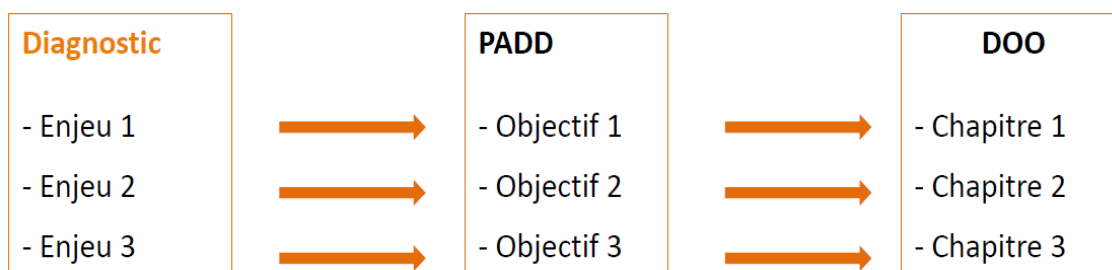 Diagnostic
- Enjeu 1
- Enjeu 2
- Enjeu 3
PADD
- Objectif 1
- Objectif 2
- Objectif 3
DOO
- Chapitre 1
- Chapitre 2
- Chapitre 3